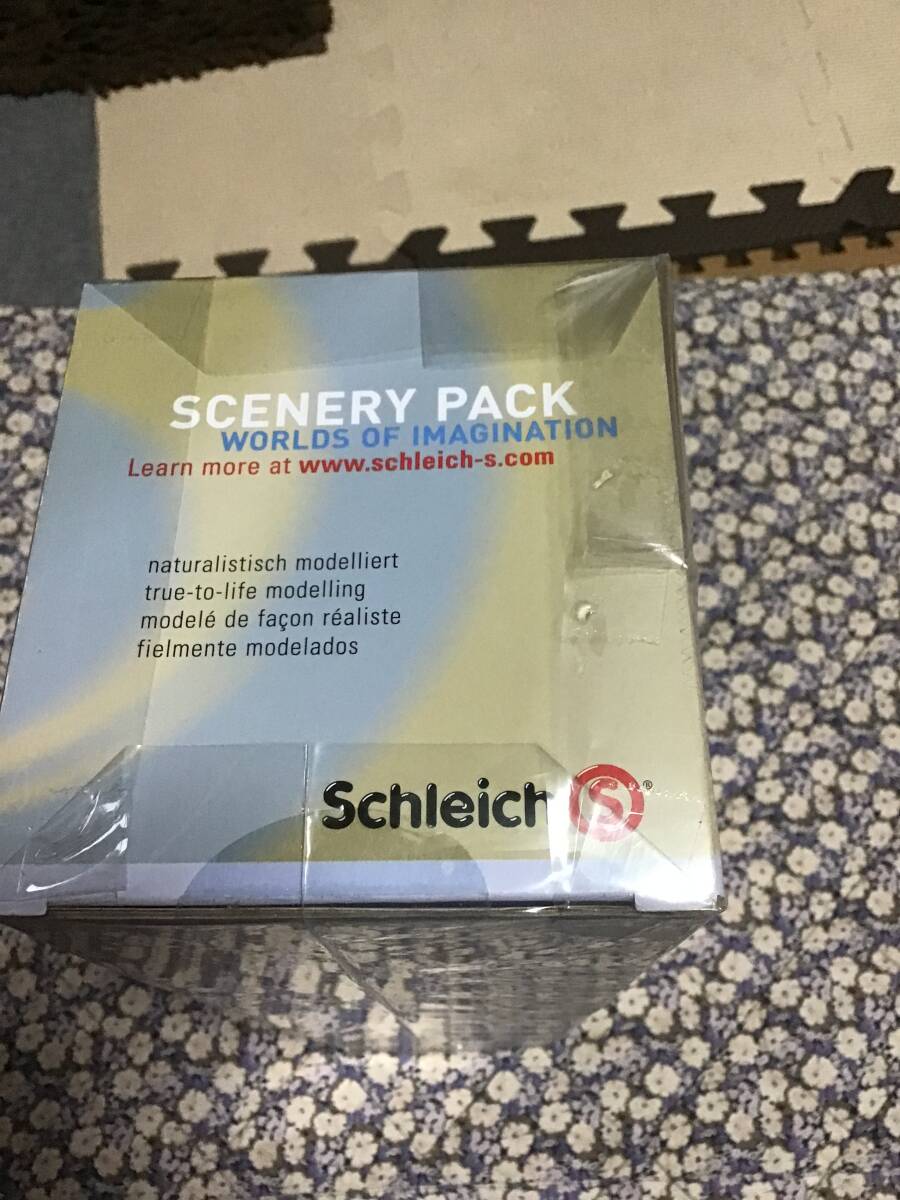 SCENERY PACK
WORLDS OF IMAGINATION
Learn more at www.schleich-s.com
naturalistisch modelliert
true-to-life modelling
modelé de façon réaliste
fielmente modelados
Schleich S®